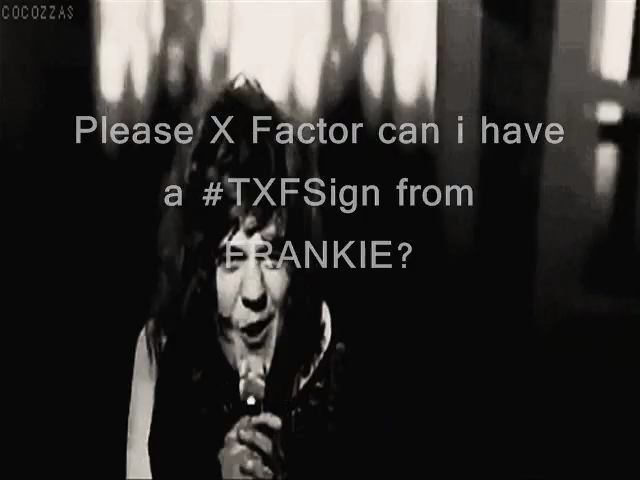 COCOZZAS
Please X Factor can i have
a #TXFSign from
FRANKIE?